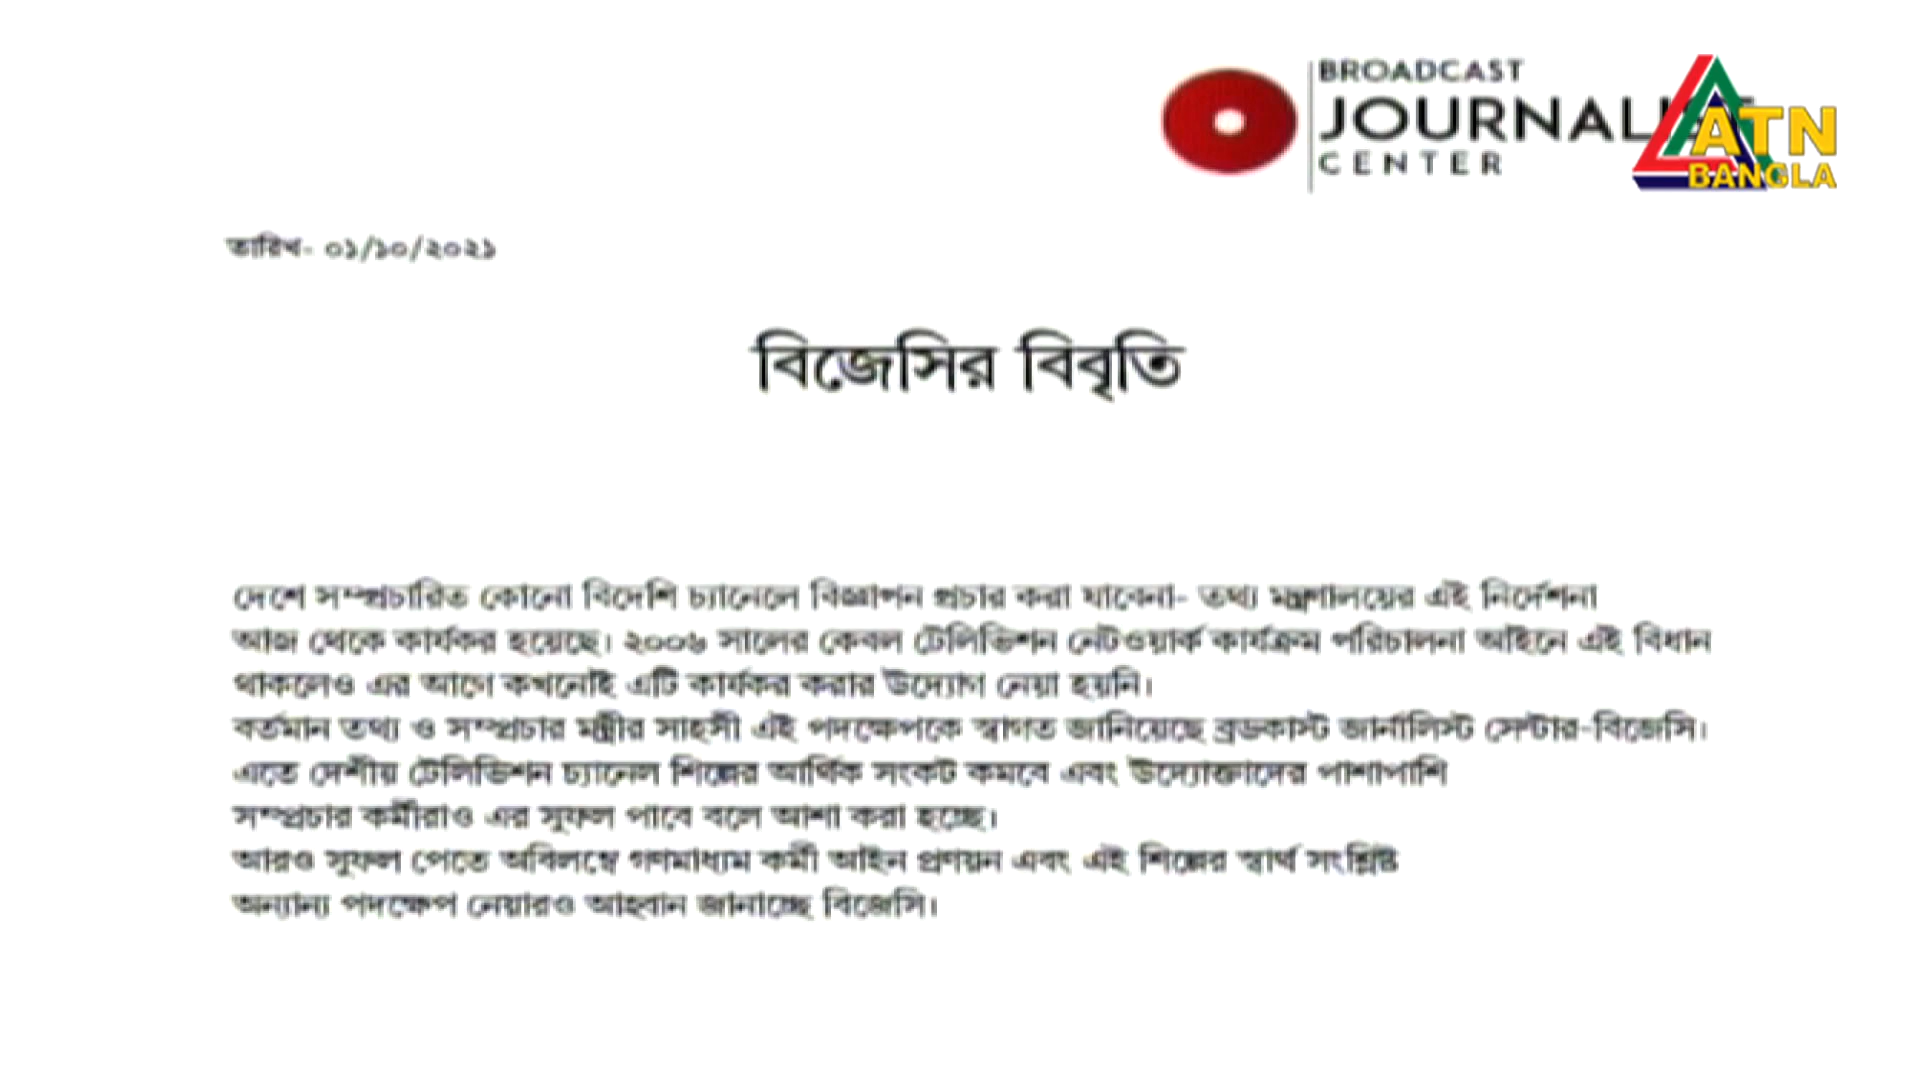 BROADCAST
JOURNALIST
CENTER
ATN
BANGLA
তারিখ- ০১/১০/২০২১
বিজেসির বিবৃতি
দেশে সম্প্রচারিত কোনো বিদেশি চ্যানেলে বিজ্ঞাপন প্রচার করা যাবেনা- তথ্য মন্ত্রণালয়ের এই নির্দেশনা
আজ থেকে কার্যকর হয়েছে। ২০০৬ সালের কেবল টেলিভিশন নেটওয়ার্ক কার্যক্রম পরিচালনা আইনে এই বিধান
থাকলেও এর আগে কখনোই এটি কার্যকর করার উদ্যোগ নেয়া হয়নি।
বর্তমান তথ্য ও সম্প্রচার মন্ত্রীর সাহসী এই পদক্ষেপকে স্বাগত জানিয়েছে ব্রডকাস্ট জার্নালিস্ট সেন্টার-বিজেসি।
এতে দেশীয় টেলিভিশন চ্যানেল শিল্পের আর্থিক সংকট কমবে এবং উদ্যোক্তাদের পাশাপাশি
সম্প্রচার কর্মীরাও এর সুফল পাবে বলে আশা করা হচ্ছে।
আরও সুফল পেতে অবিলম্বে গণমাধ্যম কর্মী আইন প্রণয়ন এবং এই শিল্পের স্বার্থ সংশ্লিষ্ট
অন্যান্য পদক্ষেপ নেয়ারও আহবান জানাচ্ছে বিজেসি।